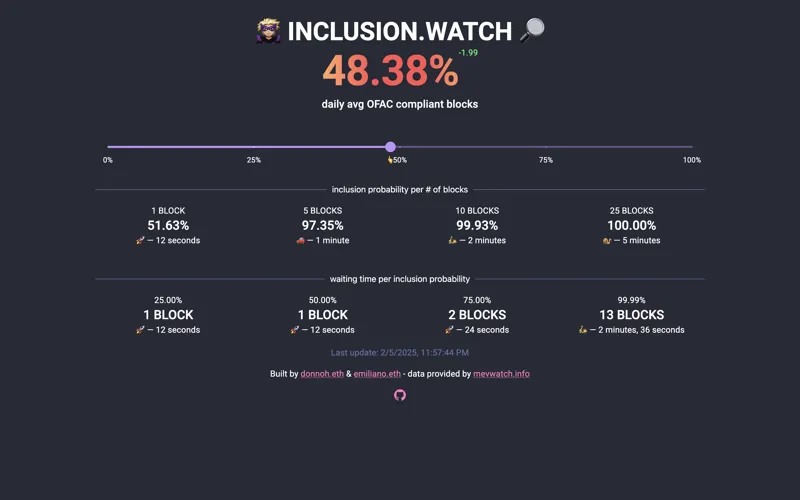 INCLUSION.WATCH
48.38% -1.99
daily avg OFAC compliant blocks
0% 25% 👆50% 75% 100%
inclusion probability per # of blocks
1 BLOCK 5 BLOCKS 10 BLOCKS 25 BLOCKS
51.63% 97.35% 99.93% 100.00%
🚀 — 12 seconds 🚗 — 1 minute 🛵 — 2 minutes 🐌 — 5 minutes
waiting time per inclusion probability
25.00% 50.00% 75.00% 99.99%
1 BLOCK 1 BLOCK 2 BLOCKS 13 BLOCKS
🚀 — 12 seconds 🚀 — 12 seconds 🚀 — 24 seconds 🛵 — 2 minutes, 36 seconds
Last update: 2/5/2025, 11:57:44 PM
Built by donnoh.eth & emiliano.eth - data provided by mevwatch.info